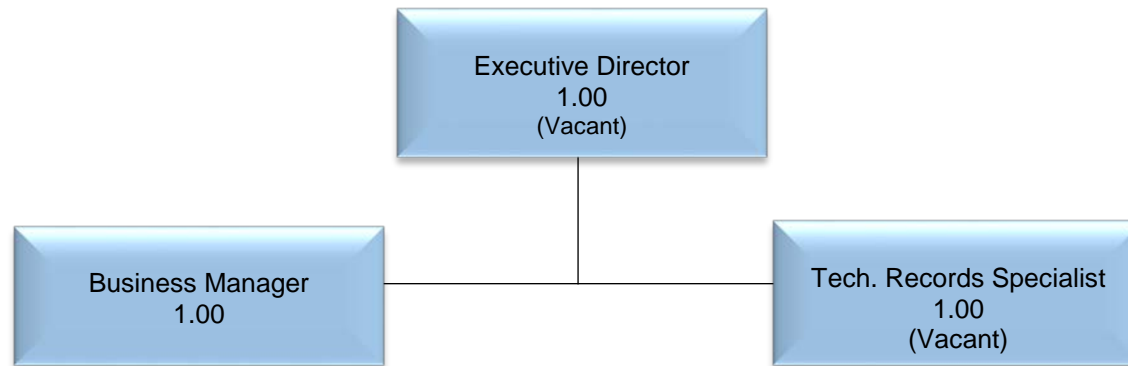 Executive Director
1.00
(Vacant)
Business Manager
1.00
Tech. Records Specialist
1.00
(Vacant)